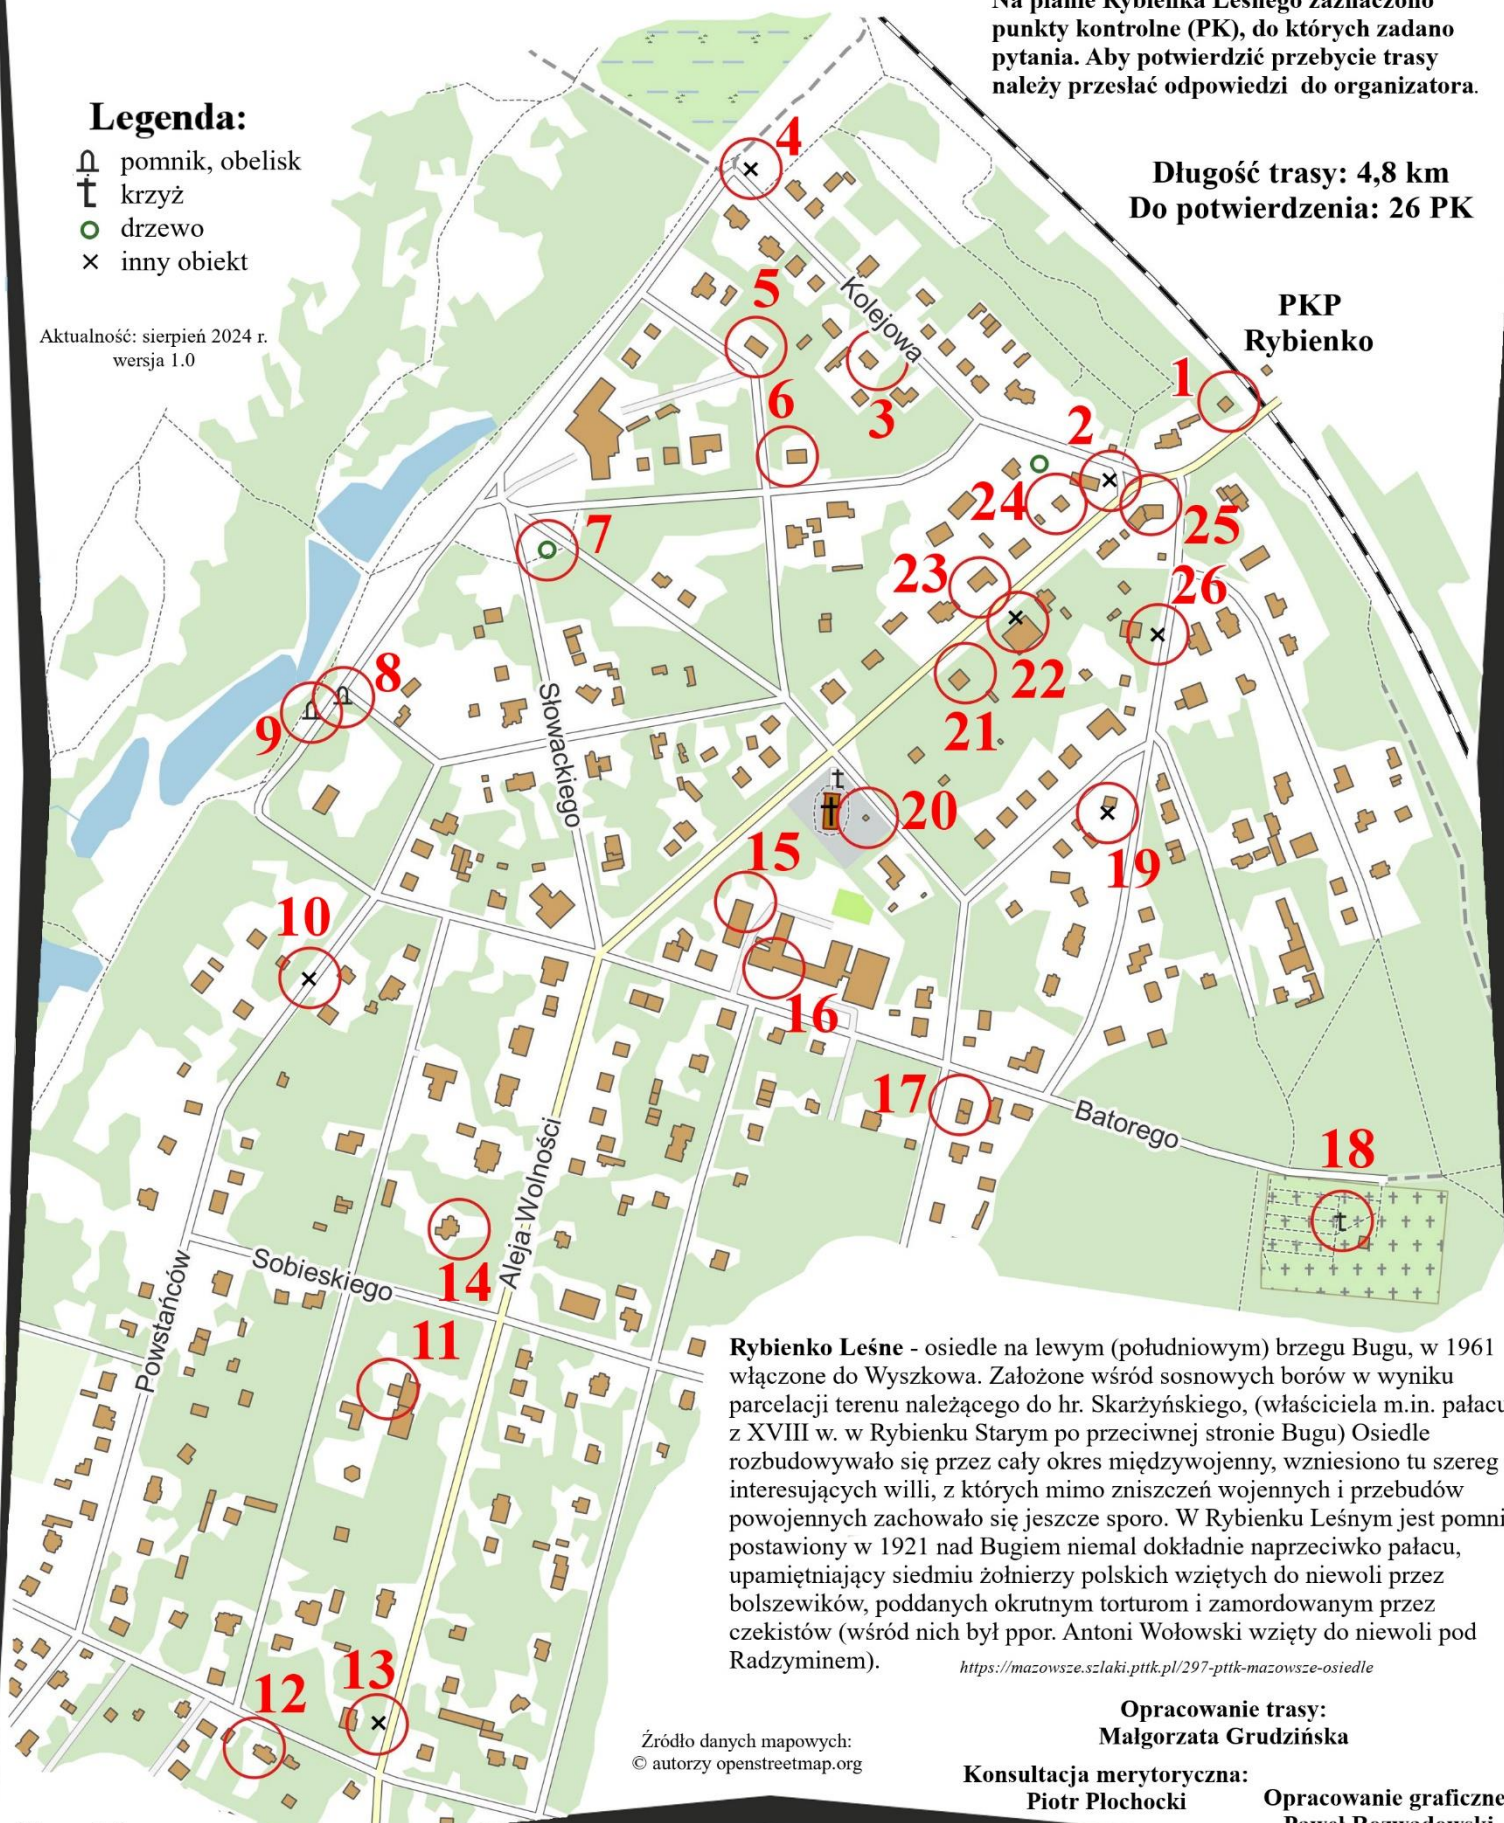 Na planie Rybienka Leśnego zaznaczono
punkty kontrolne (PK), do których zadano
pytania. Aby potwierdzić przebycie trasy
należy przesłać odpowiedzi do organizatora.
Legenda:
pomnik, obelisk
krzyż
drzewo
inny obiekt
Aktualność: sierpień 2024 r.
wersja 1.0
Długość trasy: 4,8 km
Do potwierdzenia: 26 PK
PKP
Rybienko
4
5
Kolejowa
1
6
3
2
24
25
7
23
26
8
22
9
21
Słowackiego
20
15
19
10
16
17
Batorego
18
Aleja Wolności
14
Sobieskiego
Powstańców
11
12
13
Rybienko Leśne - osiedle na lewym (południowym) brzegu Bugu, w 1961
włączone do Wyszkowa. Założone wśród sosnowych borów w wyniku
parcelacji terenu należącego do hr. Skarżyńskiego, (właściciela m.in. pałacu
z XVIII w. w Rybienku Starym po przeciwnej stronie Bugu) Osiedle
rozbudowywało się przez cały okres międzywojenny, wzniesiono tu szereg
interesujących willi, z których mimo zniszczeń wojennych i przebudów
powojennych zachowało się jeszcze sporo. W Rybienku Leśnym jest pomni
postawiony w 1921 nad Bugiem niemal dokładnie naprzeciwko pałacu,
upamiętniający siedmiu żołnierzy polskich wziętych do niewoli przez
bolszewików, poddanych okrutnym torturom i zamordowanym przez
czekistów (wśród nich był ppor. Antoni Wołowski wzięty do niewoli pod
Radzyminem).
https://mazowsze.szlaki.pttk.pl/297-pttk-mazowsze-osiedle
Opracowanie trasy:
Małgorzata Grudzińska
Źródło danych mapowych:
© autorzy openstreetmap.org
Konsultacja merytoryczna:
Piotr Płochocki
Opracowanie graficzne